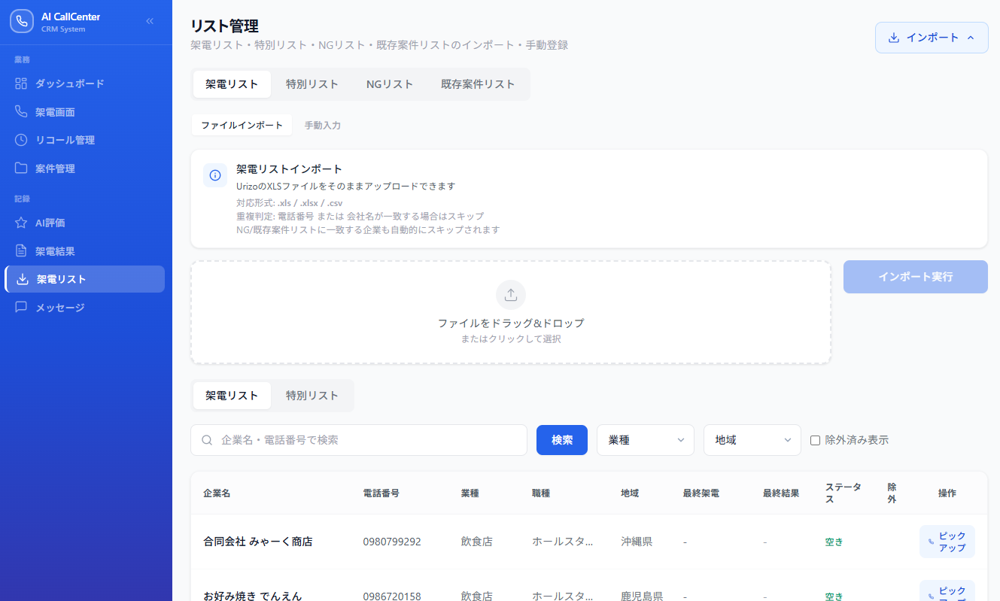 AI CallCenter
CRM System
業務
ダッシュボード
架電画面
リコール管理
案件管理
記録
AI評価
架電結果
架電リスト
メッセージ
リスト管理
架電リスト・特別リスト・NGリスト・既存案件リストのインポート・手動登録
インポート
架電リスト 特別リスト NGリスト 既存案件リスト
ファイルインポート 手動入力
架電リストインポート
UrizoのXLSファイルをそのままアップロードできます
対応形式: .xls / .xlsx / .csv
重複判定: 電話番号 または 会社名が一致する場合はスキップ
NG/既存案件リストに一致する企業も自動的にスキップされます
ファイルをドラッグ&ドロップ
またはクリックして選択
インポート実行
架電リスト 特別リスト
企業名・電話番号で検索 検索 業種 地域 除外済み表示
企業名 電話番号 業種 職種 地域 最終架電 最終結果 ステータス 除外 操作
合同会社 みゃーく商店 0980799292 飲食店 ホールスタ... 沖縄県 - - 空き ピックアップ
お好み焼き でんえん 0986720158 飲食店 ホールスタ... 鹿児島県 - - 空き ピック